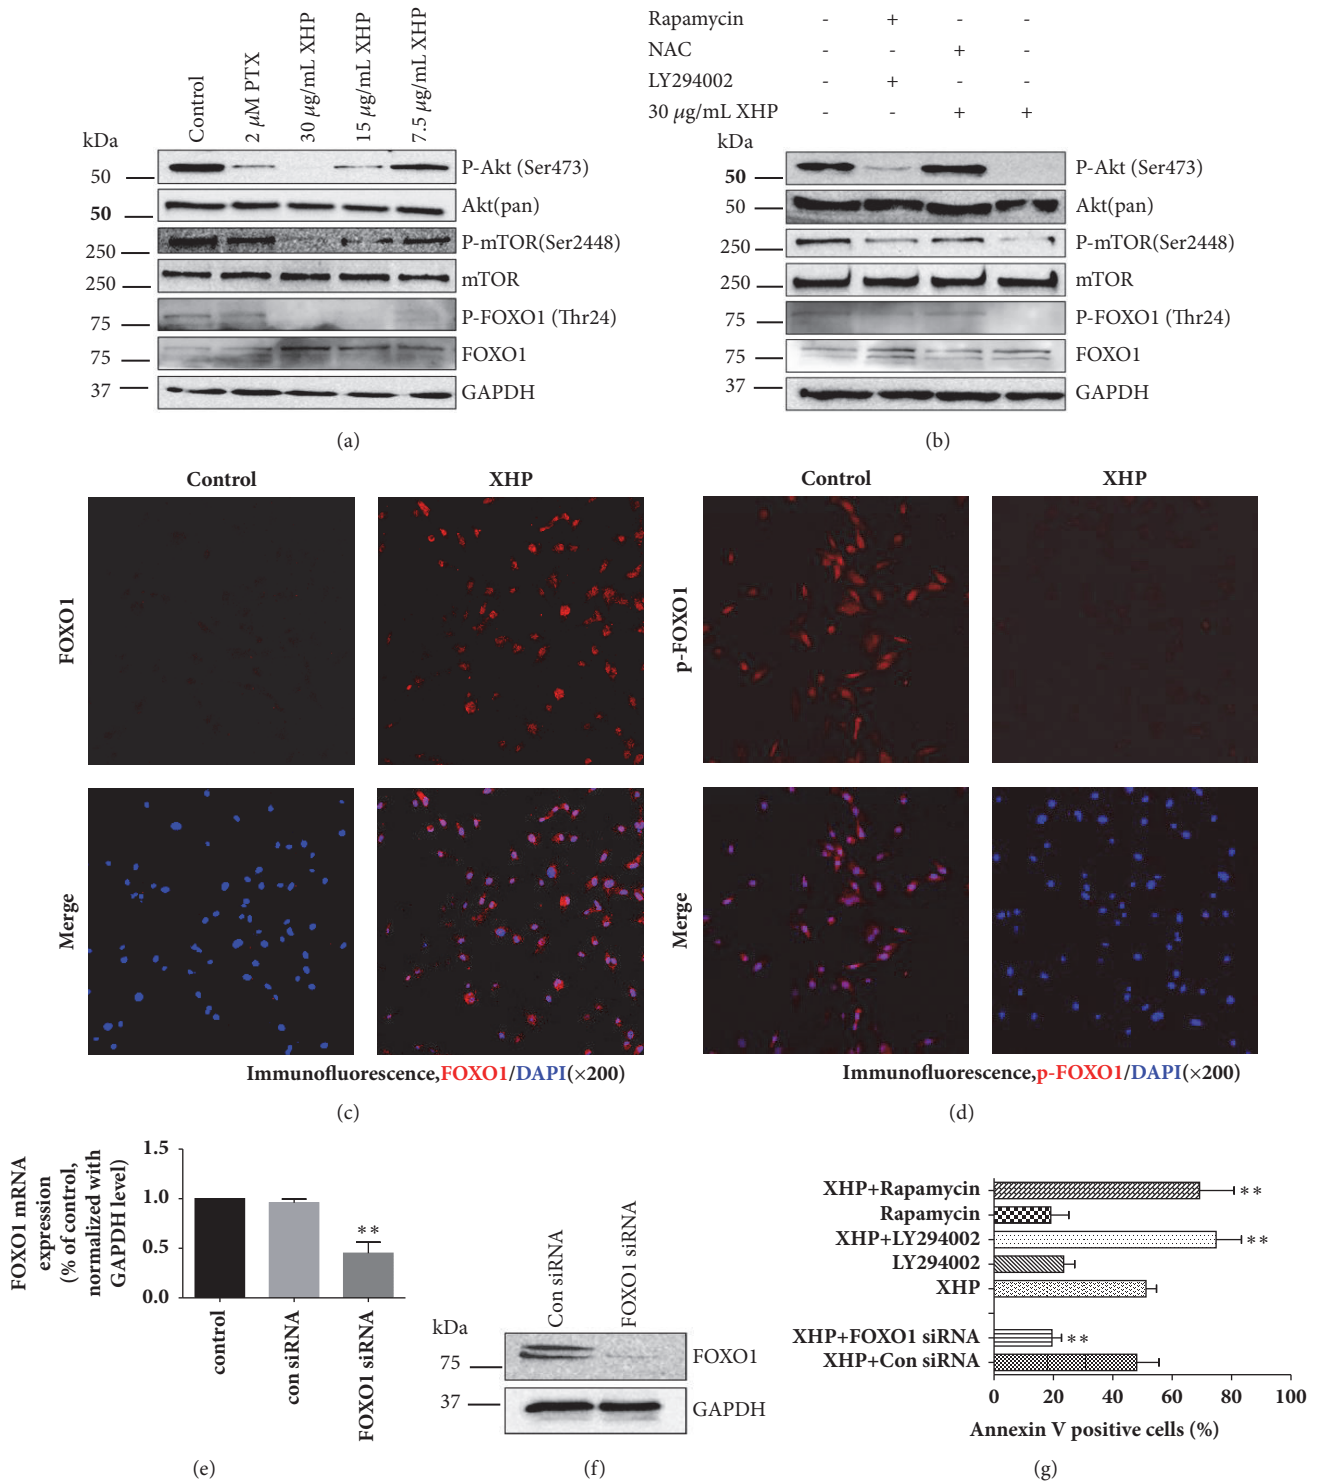 Control
2 μM PTX
30 μg/mL XHP
15 μg/mL XHP
7.5 μg/mL XHP
kDa
50
P-Akt (Ser473)
50
Akt(pan)
250
P-mTOR(Ser2448)
250
mTOR
75
P-FOXO1 (Thr24)
75
FOXO1
37
GAPDH
(a)
Rapamycin - + - -
NAC - - + -
LY294002 - + - -
30 μg/mL XHP - - + +
kDa
50
P-Akt (Ser473)
50
Akt(pan)
250
P-mTOR(Ser2448)
250
mTOR
75
P-FOXO1 (Thr24)
75
FOXO1
37
GAPDH
(b)
Control
XHP
FOXO1
Merge
Immunofluorescence,FOXO1/DAPI(×200)
(c)
Control
XHP
p-FOXO1
Merge
Immunofluorescence,p-FOXO1/DAPI(×200)
(d)
FOXO1 mRNA
expression
(% of control,
normalized with
GAPDH level)
1.5
1.0
0.5
0.0
**
control
con siRNA
FOXO1 siRNA
(e)
Con siRNA
FOXO1 siRNA
kDa
75
FOXO1
37
GAPDH
(f)
XHP+Rapamycin
**
Rapamycin
XHP+LY294002
**
LY294002
XHP
XHP+FOXO1 siRNA
**
XHP+Con siRNA
0 20 40 60 80 100
Annexin V positive cells (%)
(g)